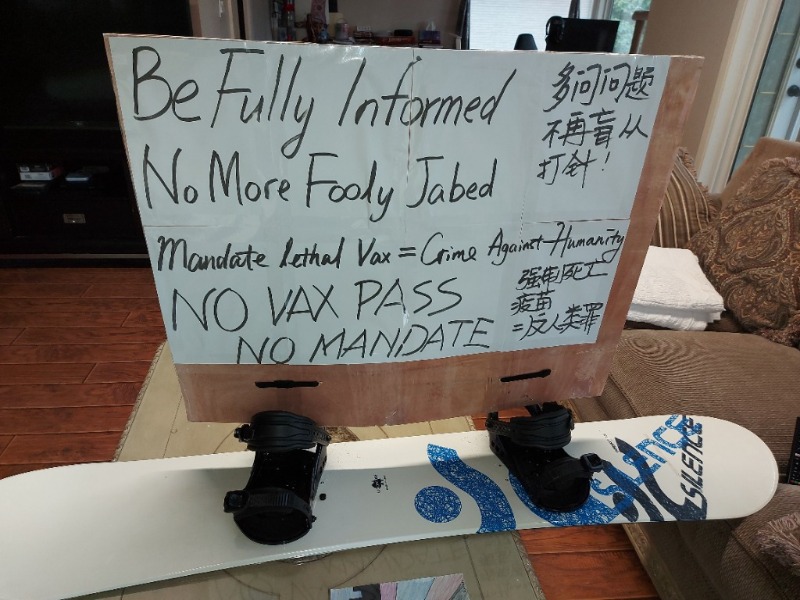 Be Fully Informed
No More Fooly Jabed
Mandate lethal Vax = Crime Against Humanity
NO VAX PASS
NO MANDATE
多问问题
不再盲从
打针!
强制死亡
疫苗
=反人类罪
SILENCE
SILENCE